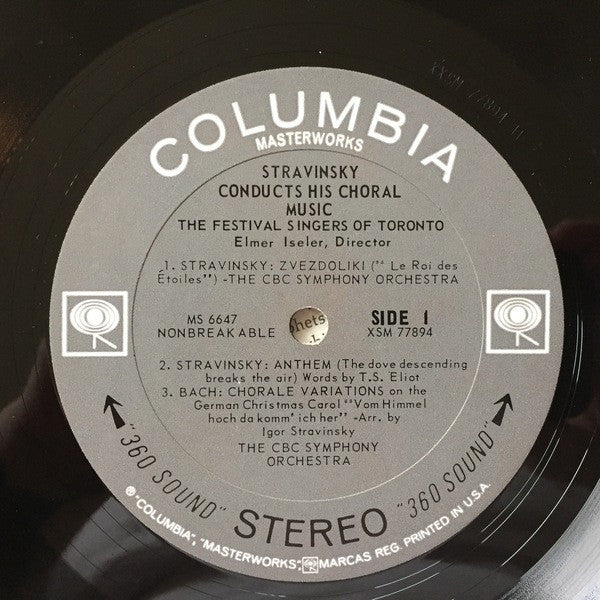 XXSM 77894 H
COLUMBIA
MASTERWORKS
STRAVINSKY
CONDUCTS HIS CHORAL
MUSIC
THE FESTIVAL SINGERS OF TORONTO
Elmer Iseler, Director
1. STRAVINSKY: ZVEZDOLIKI ("Le Roi des
Étoiles") -THE CBC SYMPHONY ORCHESTRA
MS 6647
NONBREAKABLE
hets
-L
SIDE 1
XSM 77894
2. STRAVINSKY: ANTHEM (The dove descending
breaks the air) Words by T.S. Eliot
3. BACH: CHORALE VARIATIONS on the
German Christmas Carol "Vom Himmel
hoch da komm' ich her" -Arr. by
Igor Stravinsky
THE CBC SYMPHONY
ORCHESTRA
"360 SOUND" STEREO "360 SOUND"
® "COLUMBIA", "MASTERWORKS", MARCAS REG. PRINTED IN U.S.A.